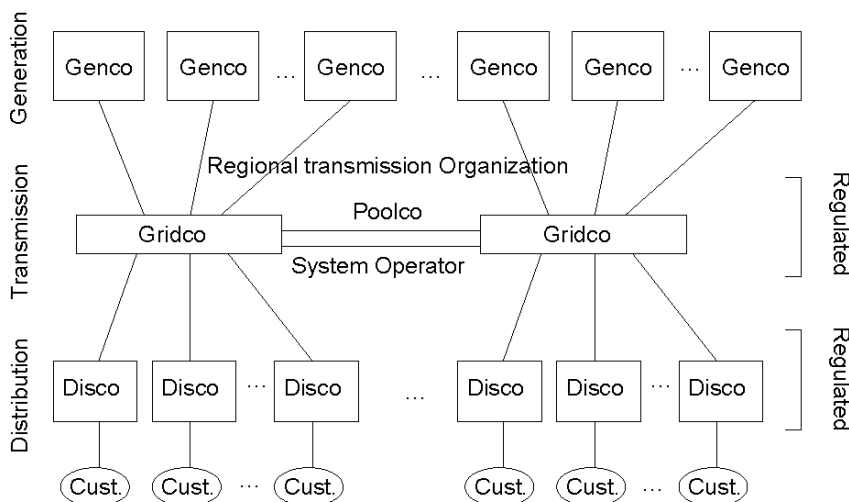 Generation
Genco Genco ... Genco ... Genco Genco ... Genco
Regional transmission Organization
Transmission
Poolco
Gridco Gridco
System Operator
Regulated
Distribution
Disco Disco ... Disco ... Disco Disco ... Disco
Regulated
Cust. Cust. ... Cust. Cust. Cust. ... Cust.